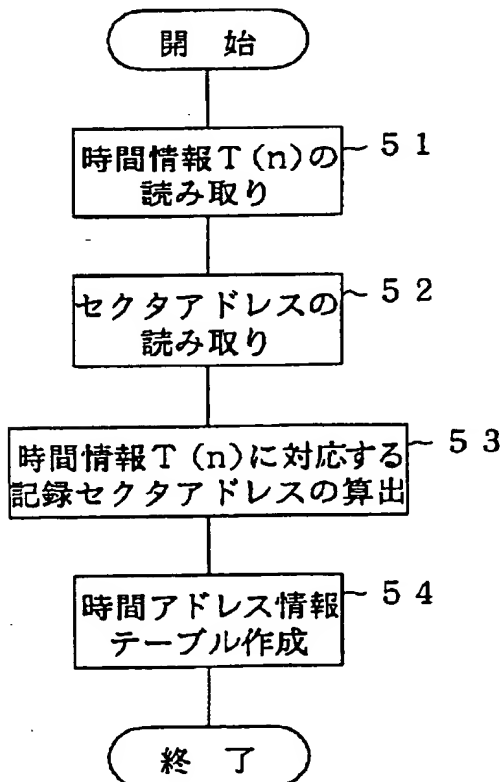 開 始
時間情報T(n)の
読み取り
~51
セクタアドレスの
読み取り
~52
時間情報T(n)に対応する
記録セクタアドレスの算出
~53
時間アドレス情報
テーブル作成
~54
終 了